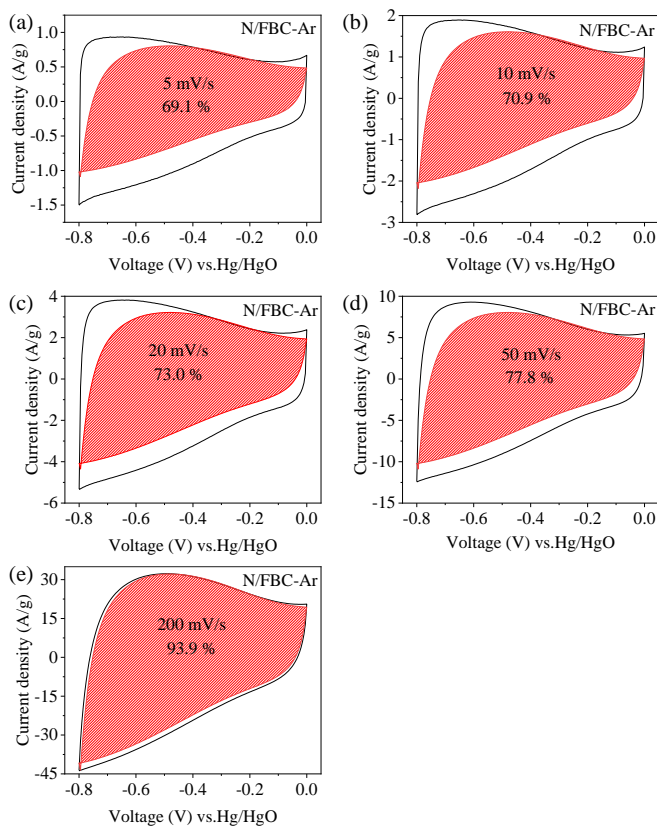 (a)
N/FBC-Ar
5 mV/s
69.1 %
Current density (A/g)
1.0
0.5
0.0
-0.5
-1.0
-1.5
-0.8 -0.6 -0.4 -0.2 0.0
Voltage (V) vs.Hg/HgO
(b)
N/FBC-Ar
10 mV/s
70.9 %
Current density (A/g)
2
1
0
-1
-2
-3
-0.8 -0.6 -0.4 -0.2 0.0
Voltage (V) vs.Hg/HgO
(c)
N/FBC-Ar
20 mV/s
73.0 %
Current density (A/g)
4
2
0
-2
-4
-6
-0.8 -0.6 -0.4 -0.2 0.0
Voltage (V) vs.Hg/HgO
(d)
N/FBC-Ar
50 mV/s
77.8 %
Current density (A/g)
10
5
0
-5
-10
-15
-0.8 -0.6 -0.4 -0.2 0.0
Voltage (V) vs.Hg/HgO
(e)
N/FBC-Ar
200 mV/s
93.9 %
Current density (A/g)
30
15
0
-15
-30
-45
-0.8 -0.6 -0.4 -0.2 0.0
Voltage (V) vs.Hg/HgO